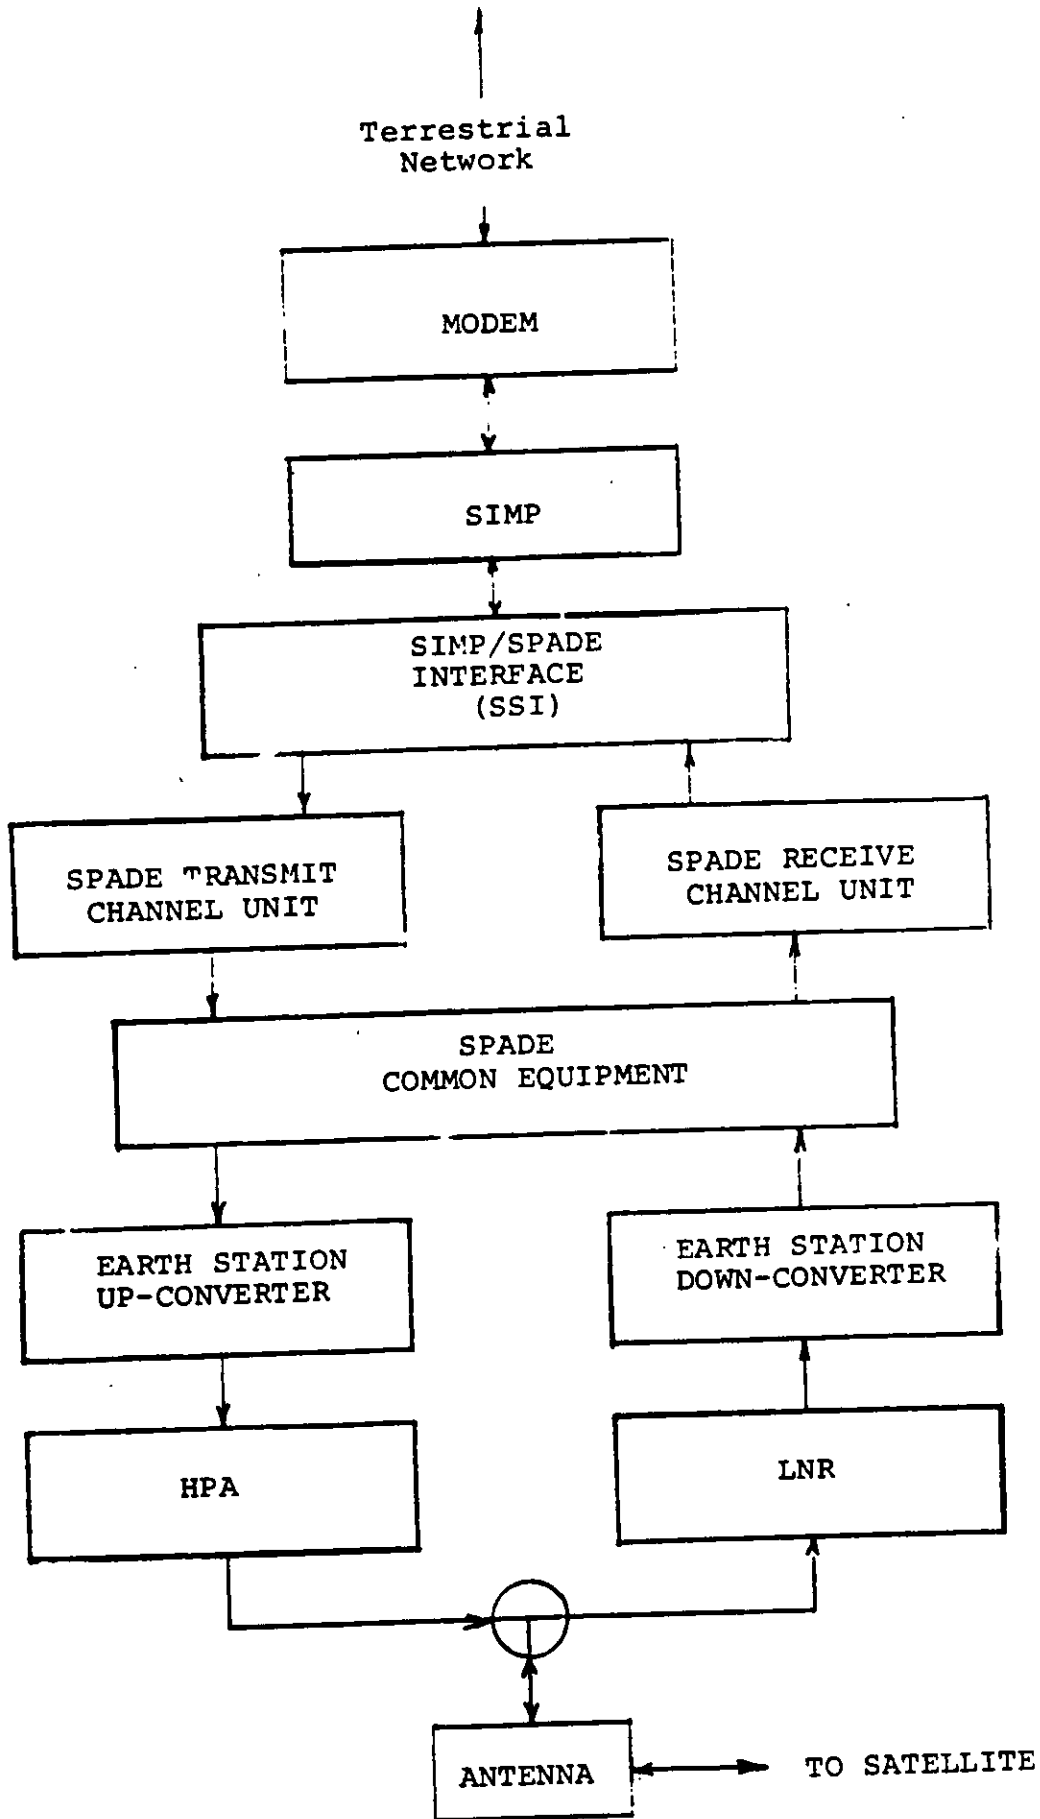 Terrestrial
Network
MODEM
SIMP
SIMP/SPADE
INTERFACE
(SSI)
SPADE TRANSMIT
CHANNEL UNIT
SPADE RECEIVE
CHANNEL UNIT
SPADE
COMMON EQUIPMENT
EARTH STATION
UP-CONVERTER
EARTH STATION
DOWN-CONVERTER
HPA
LNR
ANTENNA
TO SATELLITE